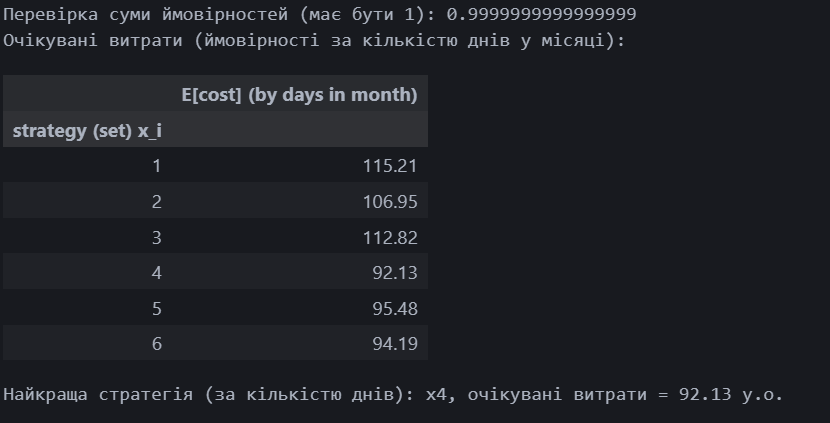 Перевірка суми ймовірностей (має бути 1): 0.9999999999999999
Очікувані витрати (ймовірності за кількістю днів у місяці):
E[cost] (by days in month)
strategy (set) x_i
1 115.21
2 106.95
3 112.82
4 92.13
5 95.48
6 94.19
Найкраща стратегія (за кількістю днів): x4, очікувані витрати = 92.13 у.о.